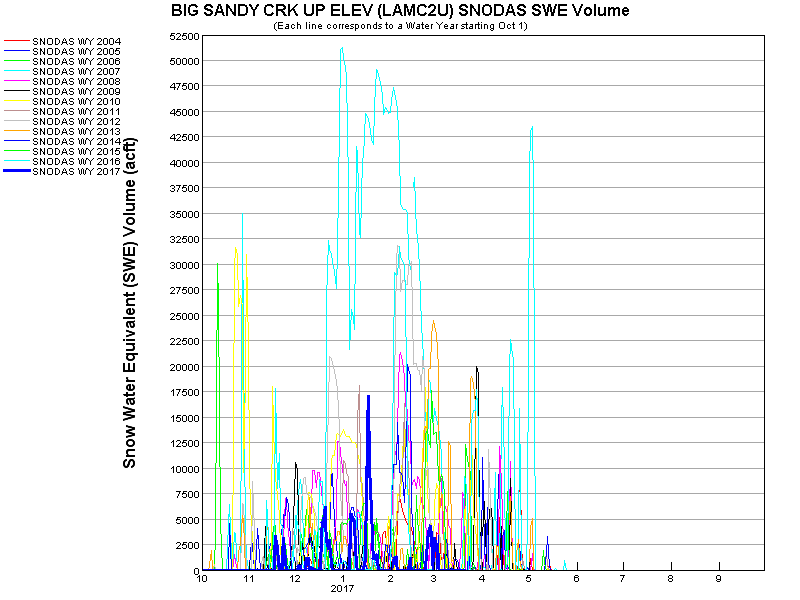 BIG SANDY CRK UP ELEV (LAMC2U) SNODAS SWE Volume
(Each line corresponds to a Water Year starting Oct 1)
SNODAS WY 2004
SNODAS WY 2005
SNODAS WY 2006
SNODAS WY 2007
SNODAS WY 2008
SNODAS WY 2009
SNODAS WY 2010
SNODAS WY 2011
SNODAS WY 2012
SNODAS WY 2013
SNODAS WY 2014
SNODAS WY 2015
SNODAS WY 2016
SNODAS WY 2017
Snow Water Equivalent (SWE) Volume (acft)
52500
50000
47500
45000
42500
40000
37500
35000
32500
30000
27500
25000
22500
20000
17500
15000
12500
10000
7500
5000
2500
0
10 11 12 1 2 3 4 5 6 7 8 9
2017